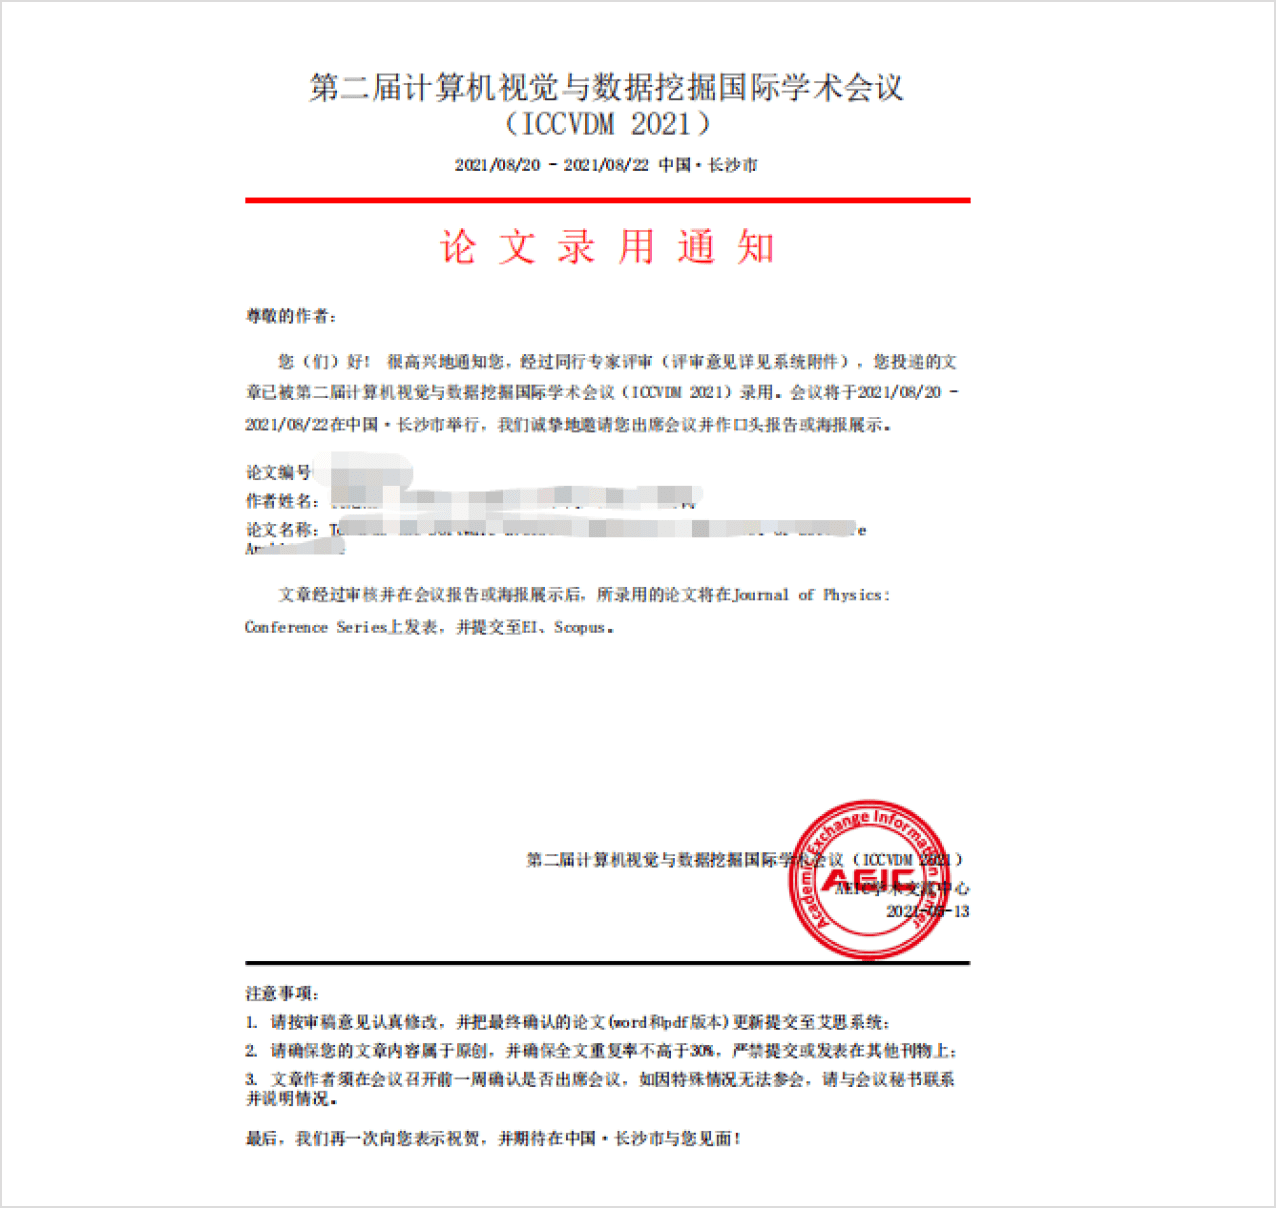 第二届计算机视觉与数据挖掘国际学术会议
（ICCVDM 2021）
2021/08/20 - 2021/08/22 中国·长沙市
论文录用通知
尊敬的作者：
您（们）好！ 很高兴地通知您，经过同行专家评审（评审意见详见系统附件），您投递的文
章已被第二届计算机视觉与数据挖掘国际学术会议（ICCVDM 2021）录用。会议将于2021/08/20 -
2021/08/22在中国·长沙市举行，我们诚挚地邀请您出席会议并作口头报告或海报展示。
论文编号
作者姓名：
论文名称：
文章经过审核并在会议报告或海报展示后，所录用的论文将在Journal of Physics:
Conference Series上发表，并提交至EI、Scopus。
第二届计算机视觉与数据挖掘国际学术会议（ICCVDM 2021）
AEIC学术交流中心
Academic Exchange Information Center
AEIC
注意事项：
1. 请按审稿意见认真修改，并把最终确认的论文(word和pdf版本)更新提交至艾思系统；
2. 请确保您的文章内容属于原创，并确保全文重复率不高于30%，严禁提交或发表在其他刊物上；
3. 文章作者须在会议召开前一周确认是否出席会议，如因特殊情况无法参会，请与会议秘书联系
并说明情况。
最后，我们再一次向您表示祝贺，并期待在中国·长沙市与您见面！